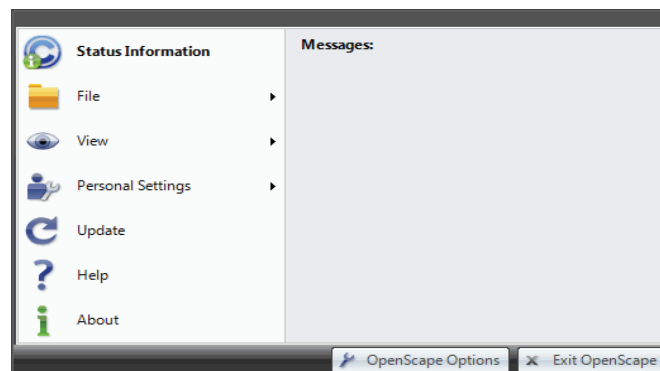 Status Information
Messages:
File
View
Personal Settings
Update
Help
About
OpenScape Options
Exit OpenScape